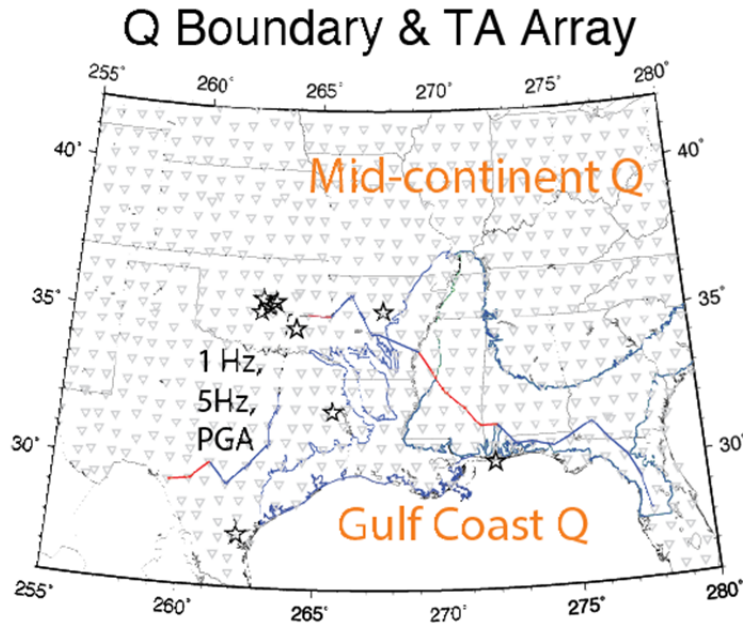 Q Boundary & TA Array
255° 260° 265° 270° 275° 280°
40° 40°
Mid-continent Q
35° 35°
1 Hz,
5Hz,
PGA
30° 30°
Gulf Coast Q
255° 260° 265° 270° 275° 280°